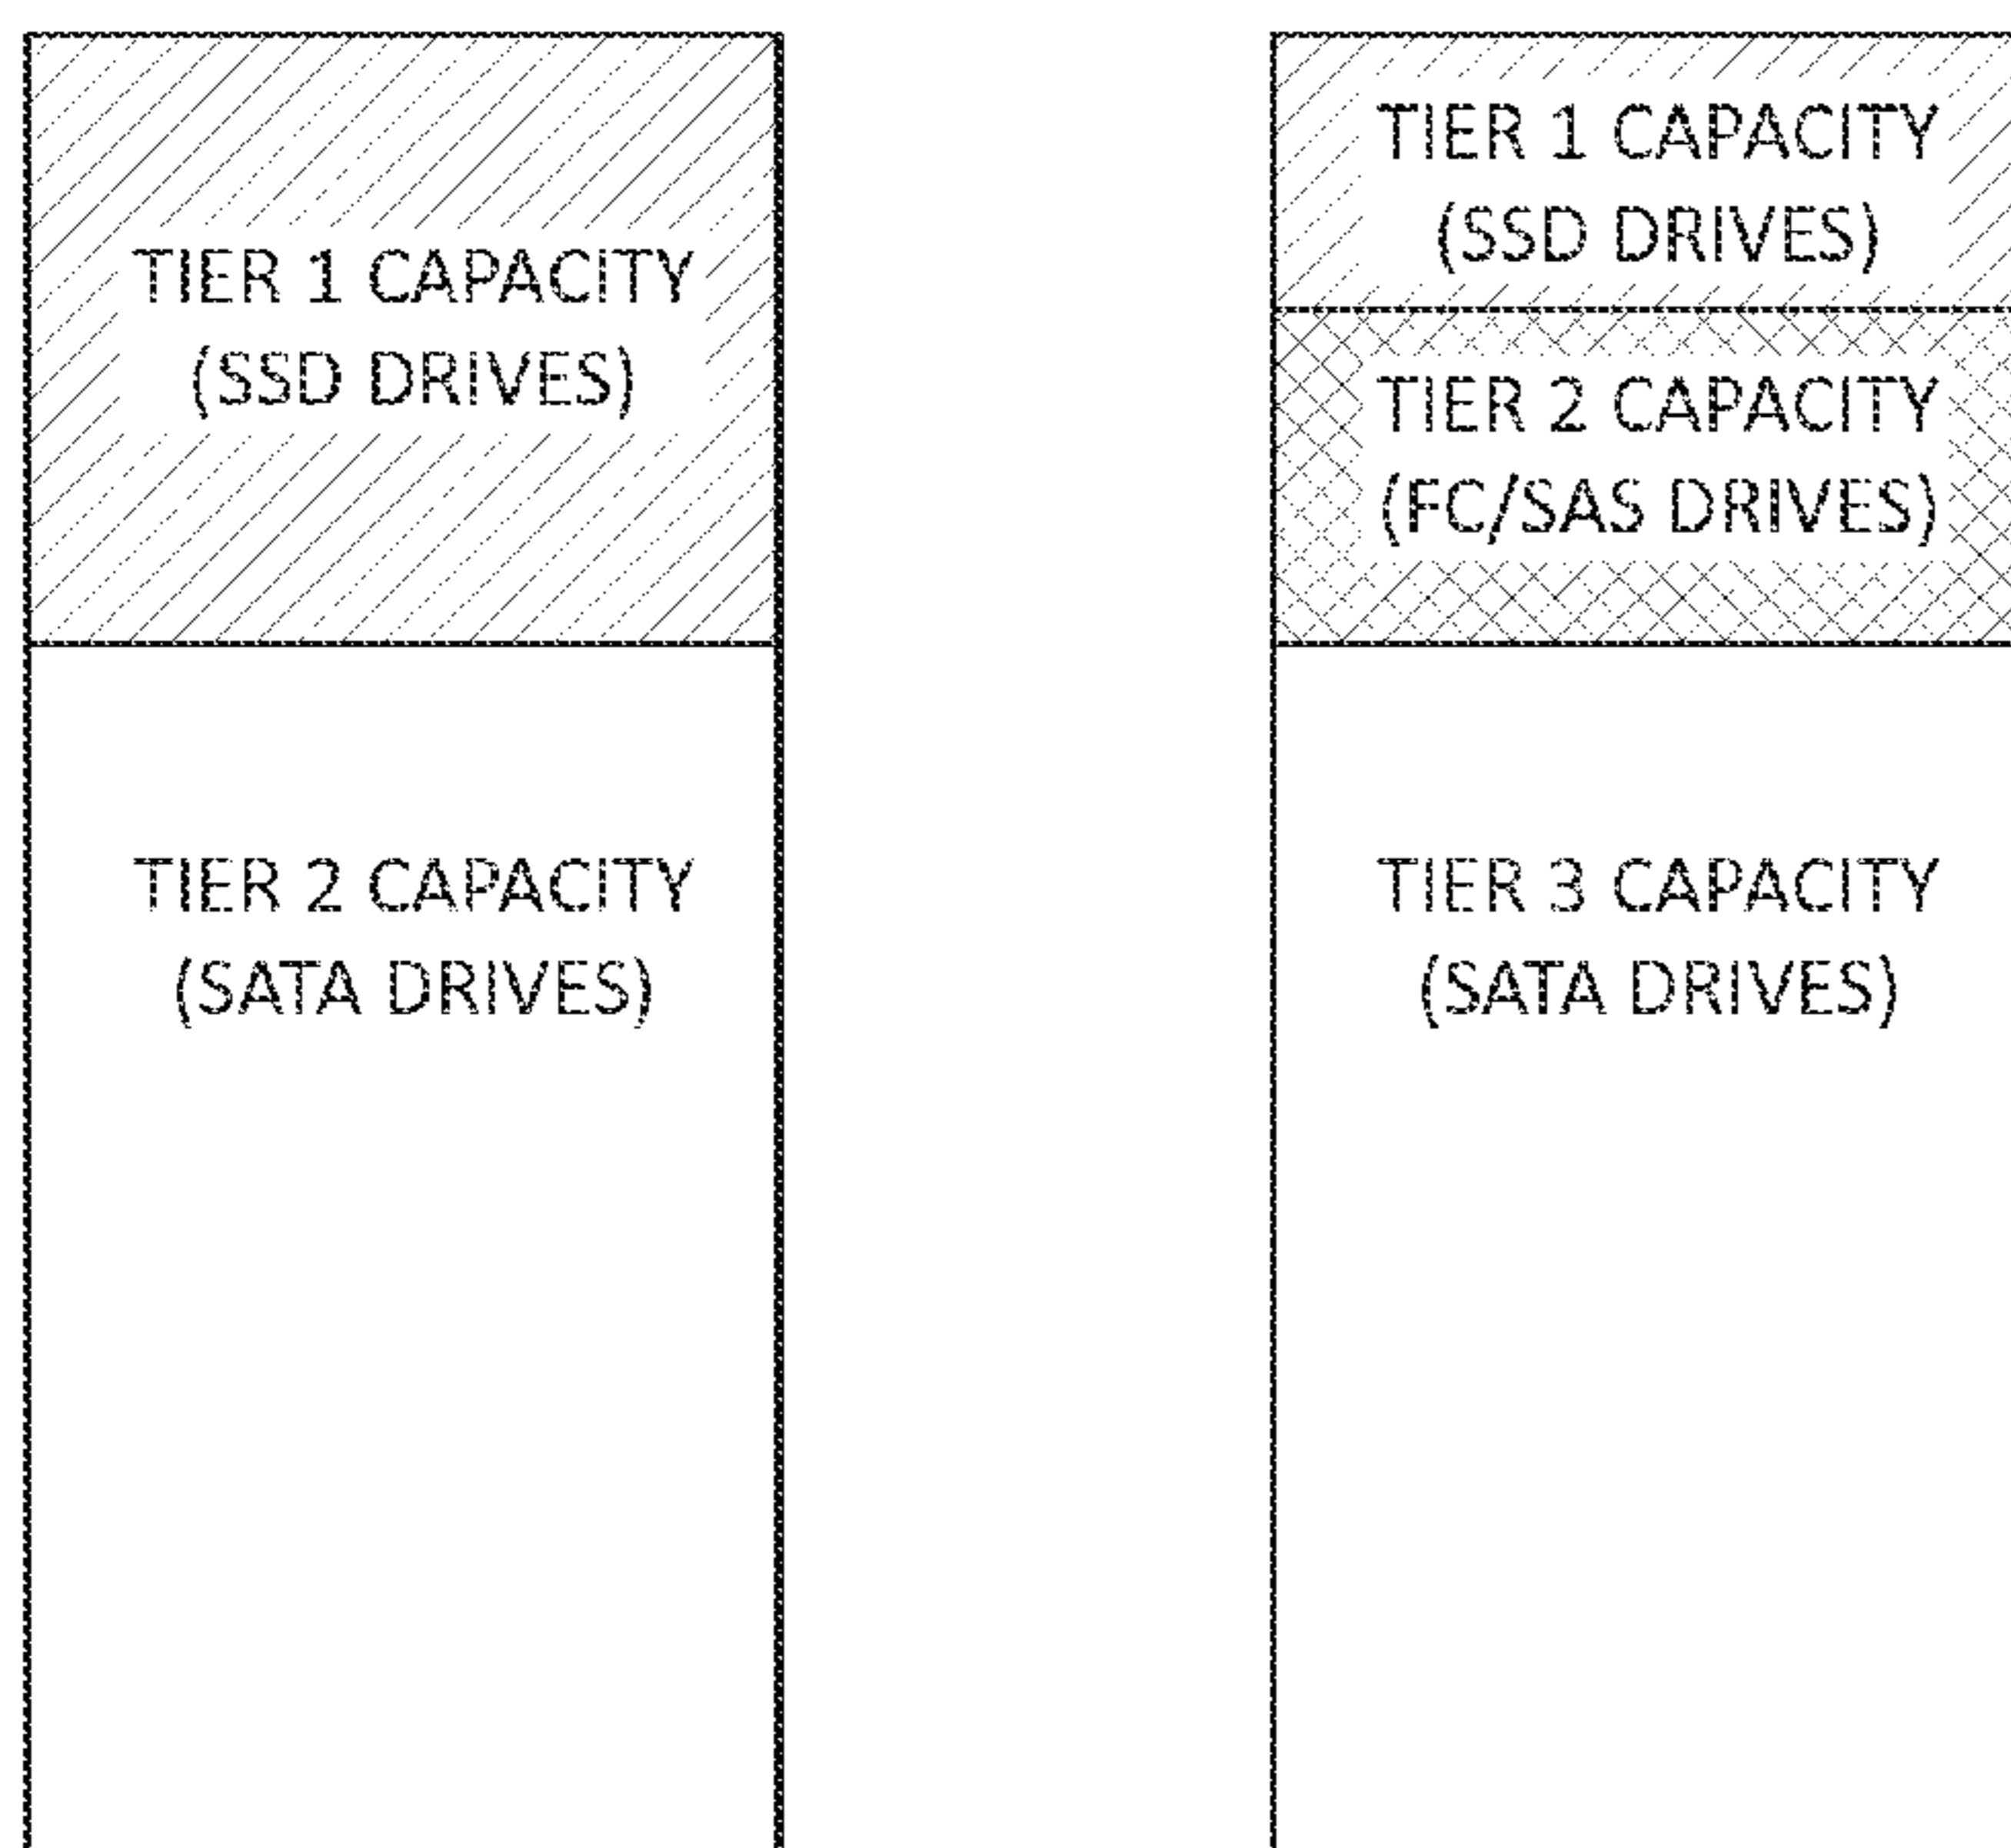 TIER 1 CAPACITY
(SSD DRIVES)
TIER 2 CAPACITY
(SATA DRIVES)
TIER 1 CAPACITY
(SSD DRIVES)
TIER 2 CAPACITY
(FC/SAS DRIVES)
TIER 3 CAPACITY
(SATA DRIVES)